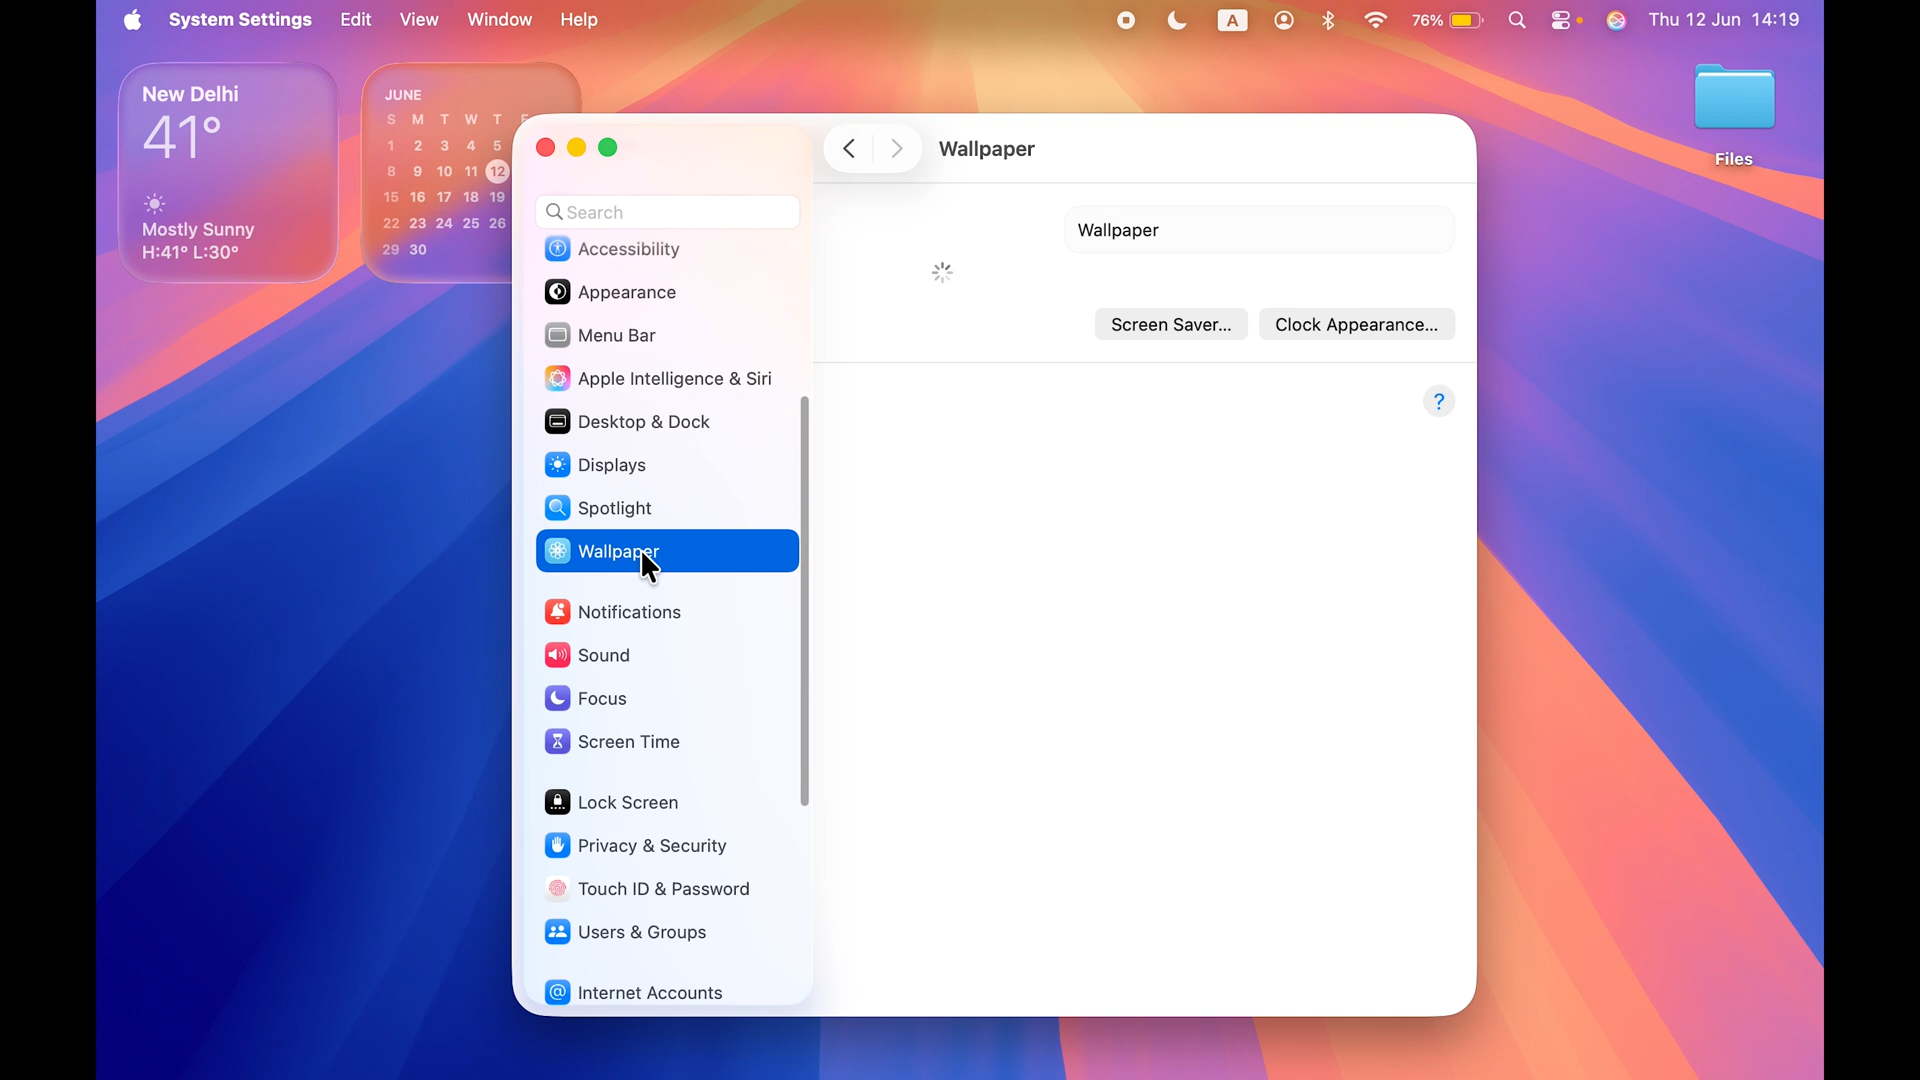 System Settings Edit View Window Help
A 76% Thu 12 Jun 14:19
New Delhi
41°
Mostly Sunny
H:41° L:30°
JUNE
S M T W T F
1 2 3 4 5
8 9 10 11 12
15 16 17 18 19
22 23 24 25 26
29 30
Files
Search
Accessibility
Appearance
Menu Bar
Apple Intelligence & Siri
Desktop & Dock
Displays
Spotlight
Wallpaper
Notifications
Sound
Focus
Screen Time
Lock Screen
Privacy & Security
Touch ID & Password
Users & Groups
@ Internet Accounts
Wallpaper
Wallpaper
Screen Saver... Clock Appearance...
?